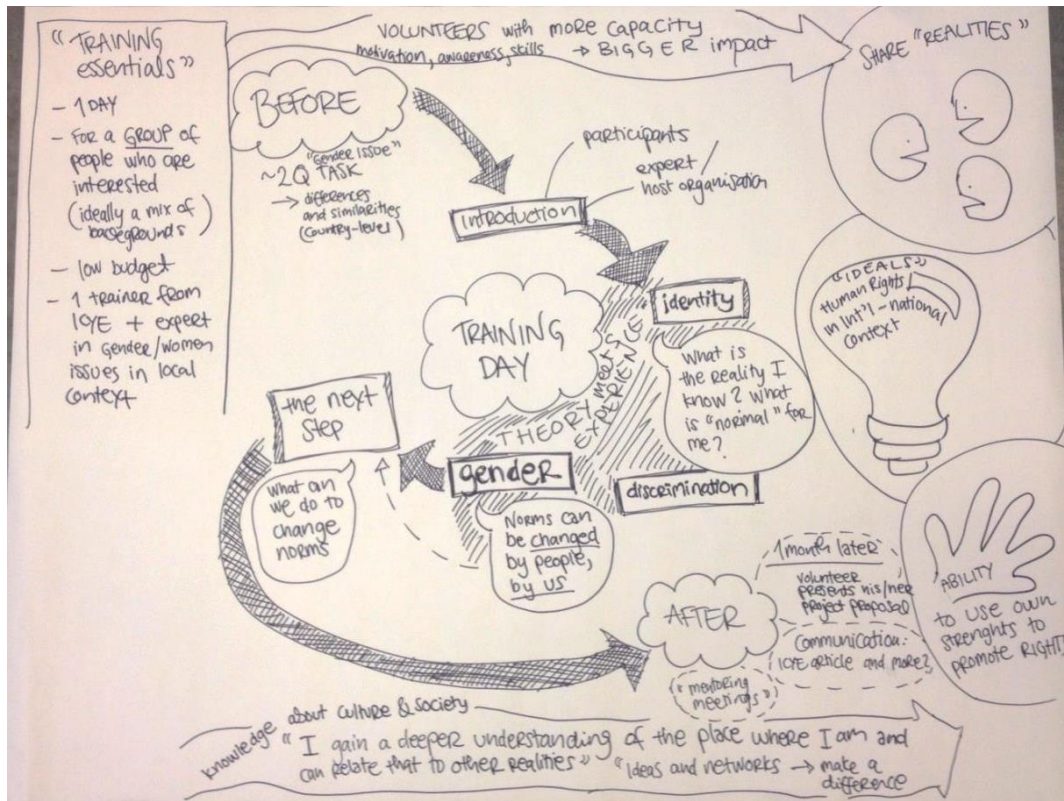 "TRAINING
essentials"
- 1 DAY
- FOR a GROUP of
people who are
interested
(ideally a mix of
backgrounds)
- low budget
- 1 trainer from
ICYE + expert
in gender/women
issues in local
context
VOLUNTEERS with more capacity
motivation, awareness, skills → BIGGER impact
BEFORE
"Gender Issue"
~2Q TASK
→ differences
and similarities
(country-level)
introduction
participants
expert /
host organisation
TRAINING
DAY
THEORY meets
EXPERIENCE
identity
What is
the reality I
know? What
is "normal" for
me?
discrimination
gender
Norms can
be changed
by people,
by us
the next
step
What can
we do to
change
norms
AFTER
1 month later
volunteer
presents his/her
project proposal
Communication:
ICYE article and more?
("mentoring
meetings")
SHARE "REALITIES"
"IDEALS"
Human Rights
in Int'l-national
context
ABILITY
to use own
strenghts to
promote RIGHTS
knowledge about culture & society
"I gain a deeper understanding of the place where I am and
can relate that to other realities" "Ideas and networks → make a
difference